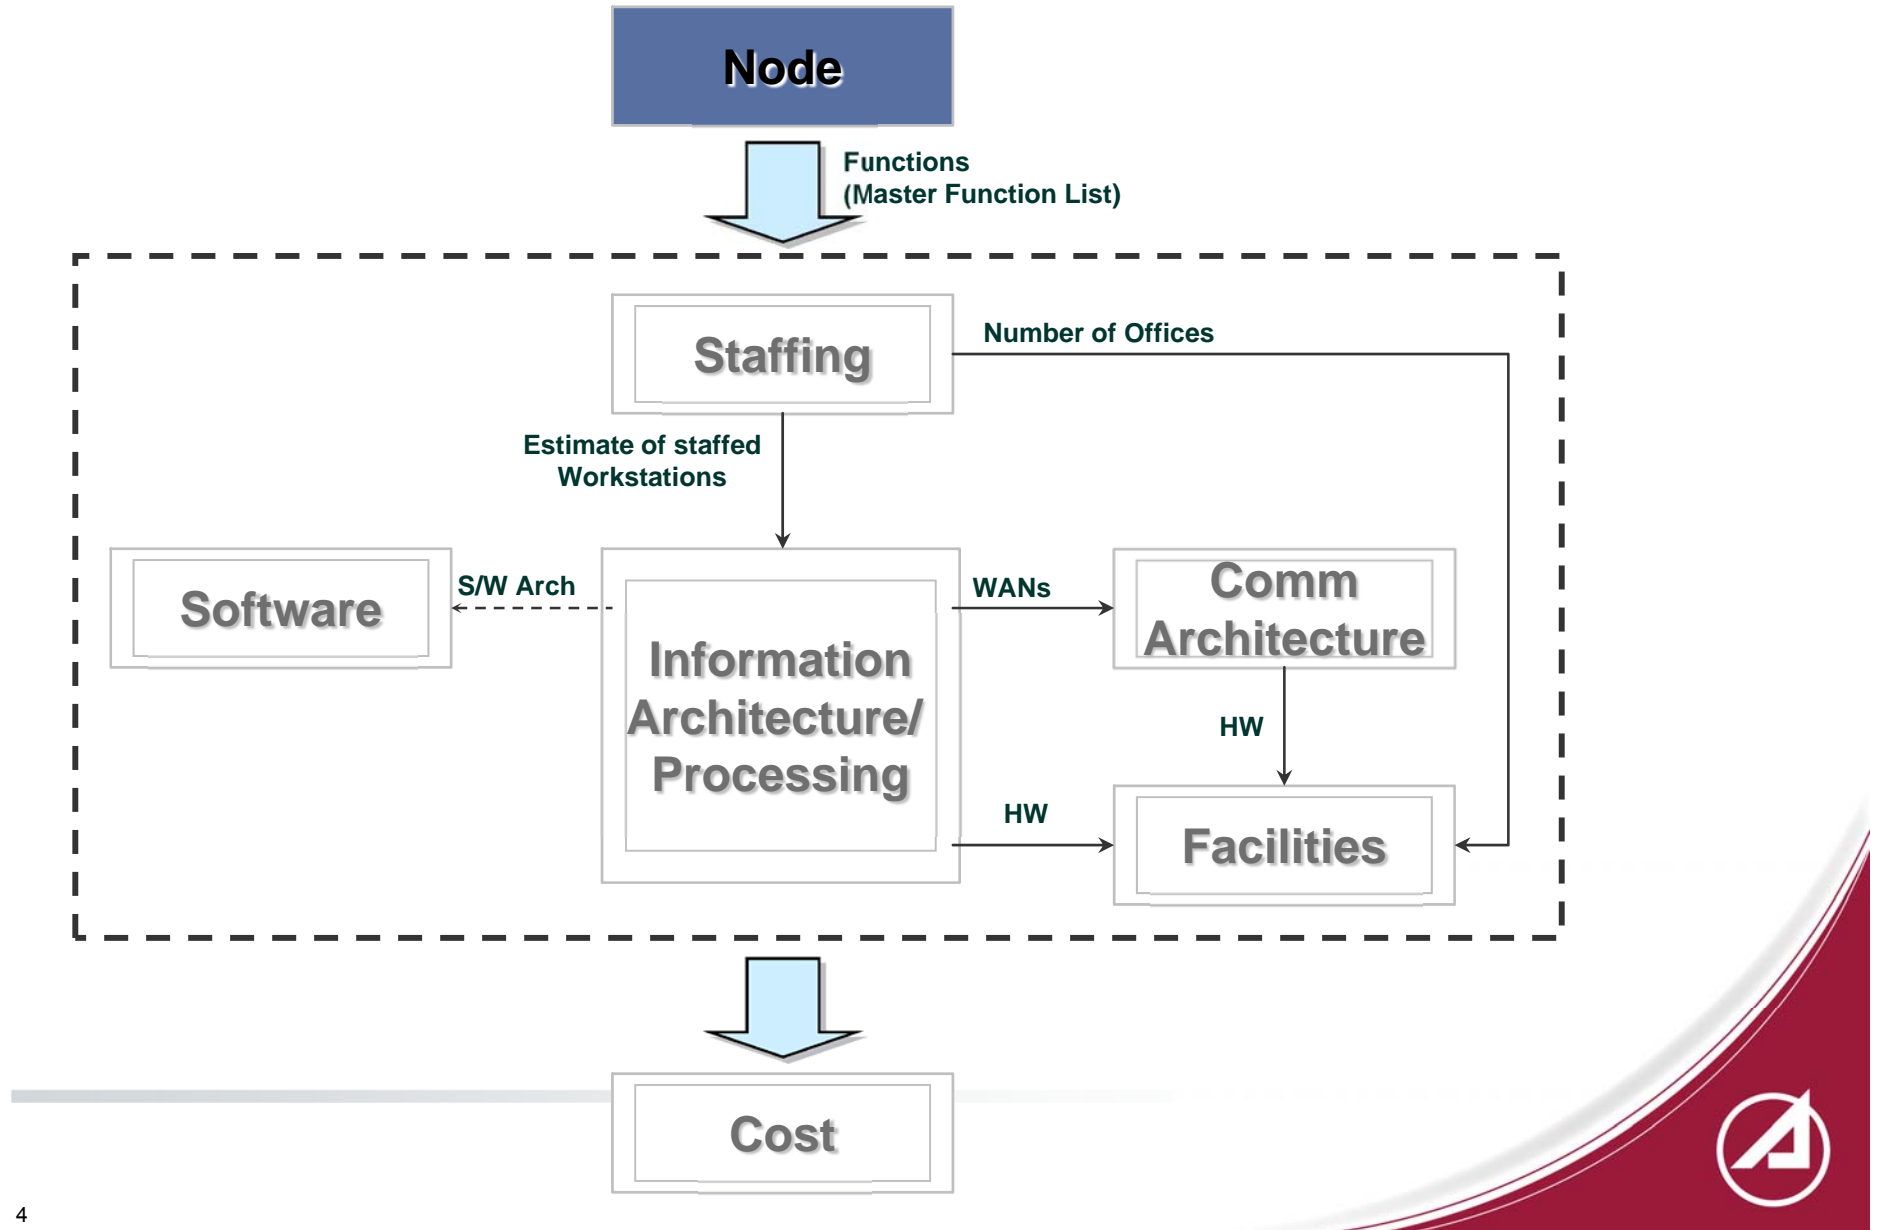 Node
Functions
(Master Function List)
Staffing
Number of Offices
Estimate of staffed
Workstations
Software
S/W Arch
Information
Architecture/
Processing
WANs
Comm
Architecture
HW
HW
Facilities
Cost
4